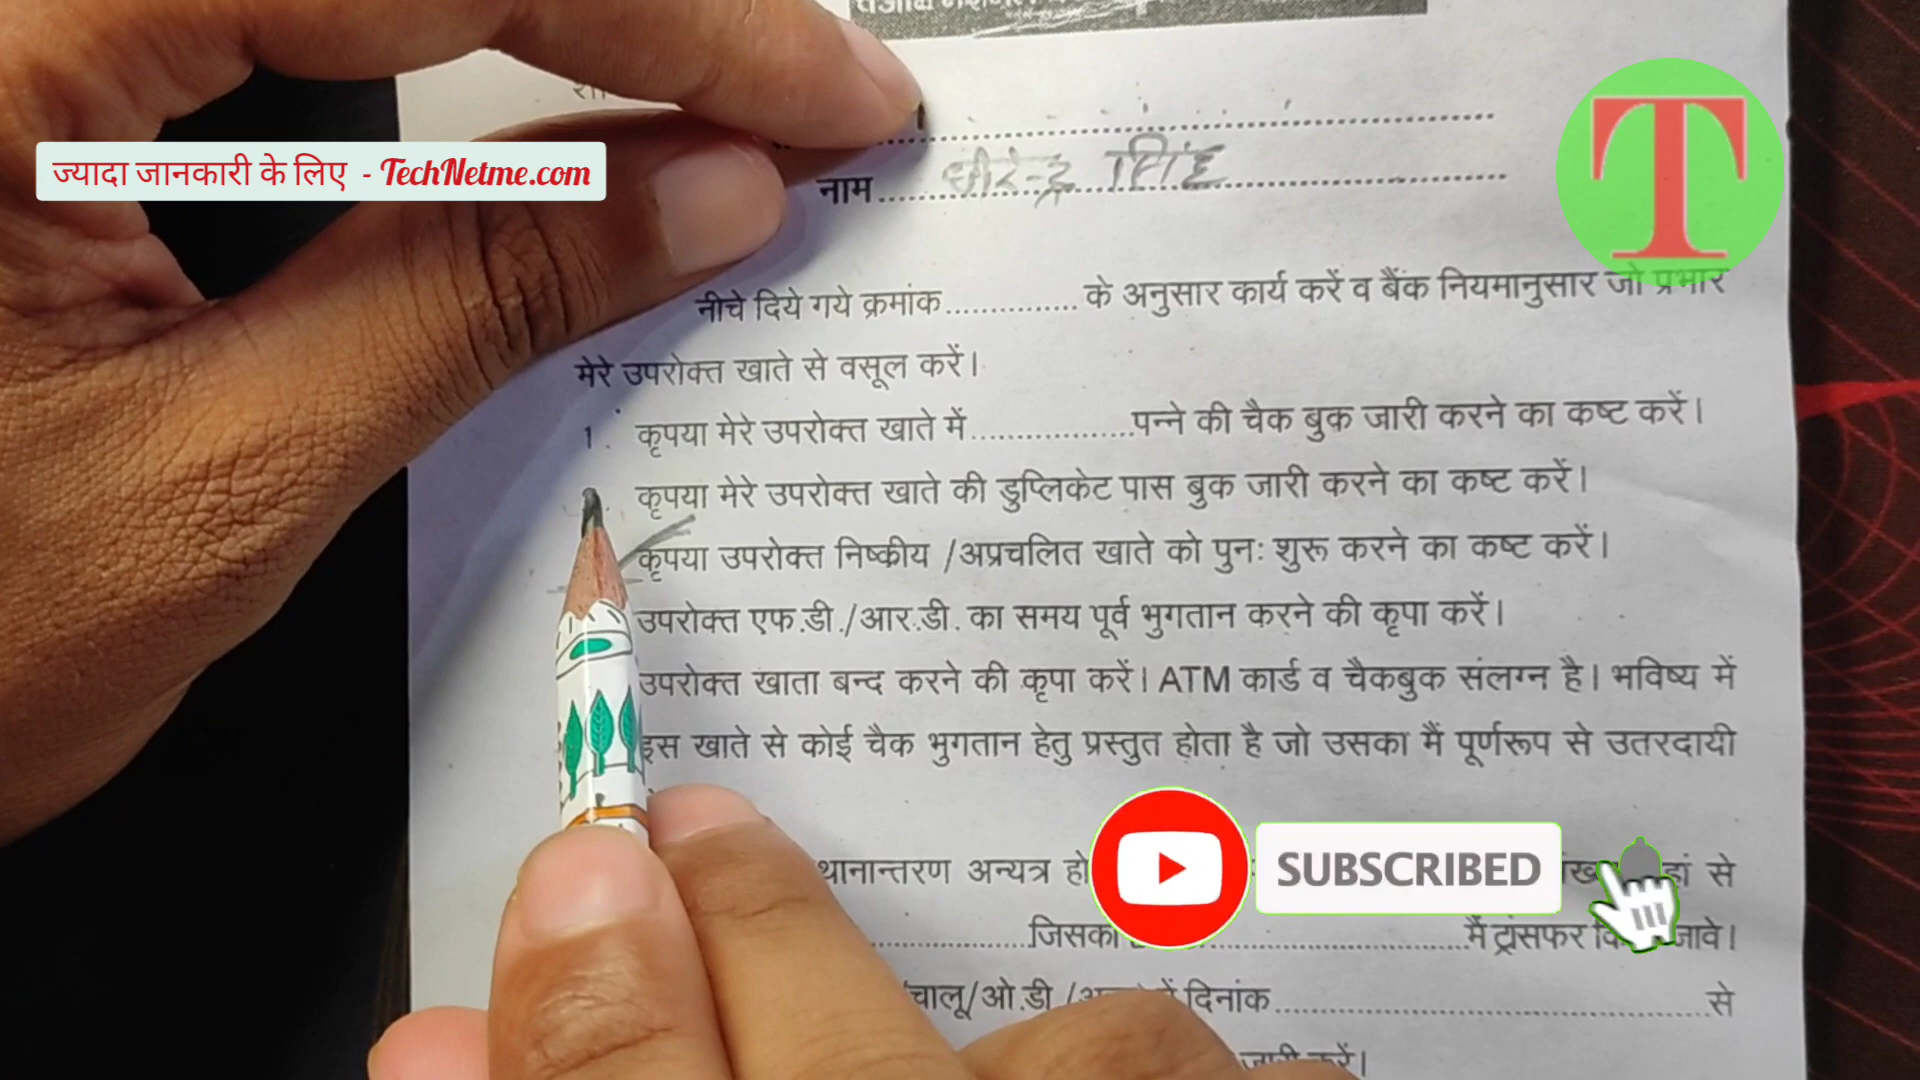 ज्यादा जानकारी के लिए - TechNetme.com
T
नाम.... धीरेन्द्र सिंह
नीचे दिये गये क्रमांक............... के अनुसार कार्य करें व बैंक नियमानुसार जो प्रभार
मेरे उपरोक्त खाते से वसूल करें।
1. कृपया मेरे उपरोक्त खाते में..................पन्ने की चैक बुक जारी करने का कष्ट करें।
कृपया मेरे उपरोक्त खाते की डुप्लिकेट पास बुक जारी करने का कष्ट करें।
कृपया उपरोक्त निष्कीय /अप्रचलित खाते को पुनः शुरू करने का कष्ट करें।
उपरोक्त एफ.डी./आर.डी. का समय पूर्व भुगतान करने की कृपा करें।
उपरोक्त खाता बन्द करने की कृपा करें। ATM कार्ड व चैकबुक संलग्न है। भविष्य में
इस खाते से कोई चैक भुगतान हेतु प्रस्तुत होता है जो उसका मैं पूर्णरूप से उतरदायी
अन्यत्र से
SUBSCRIBED
जिसका ..............................में ट्रांसफर जावे।
/चालू/ओ.डी. दिनांक..................................................से
जारी करें।